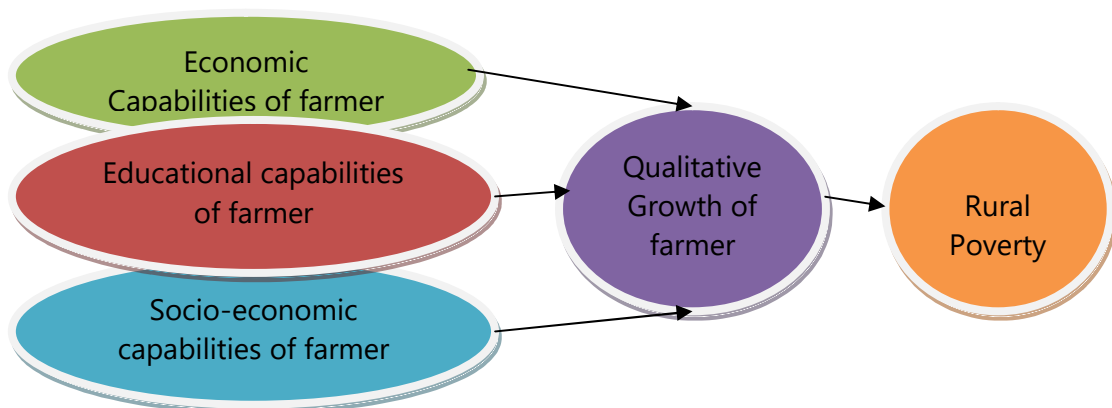 Economic
Capabilities of farmer
Educational capabilities
of farmer
Socio-economic
capabilities of farmer
Qualitative
Growth of
farmer
Rural
Poverty